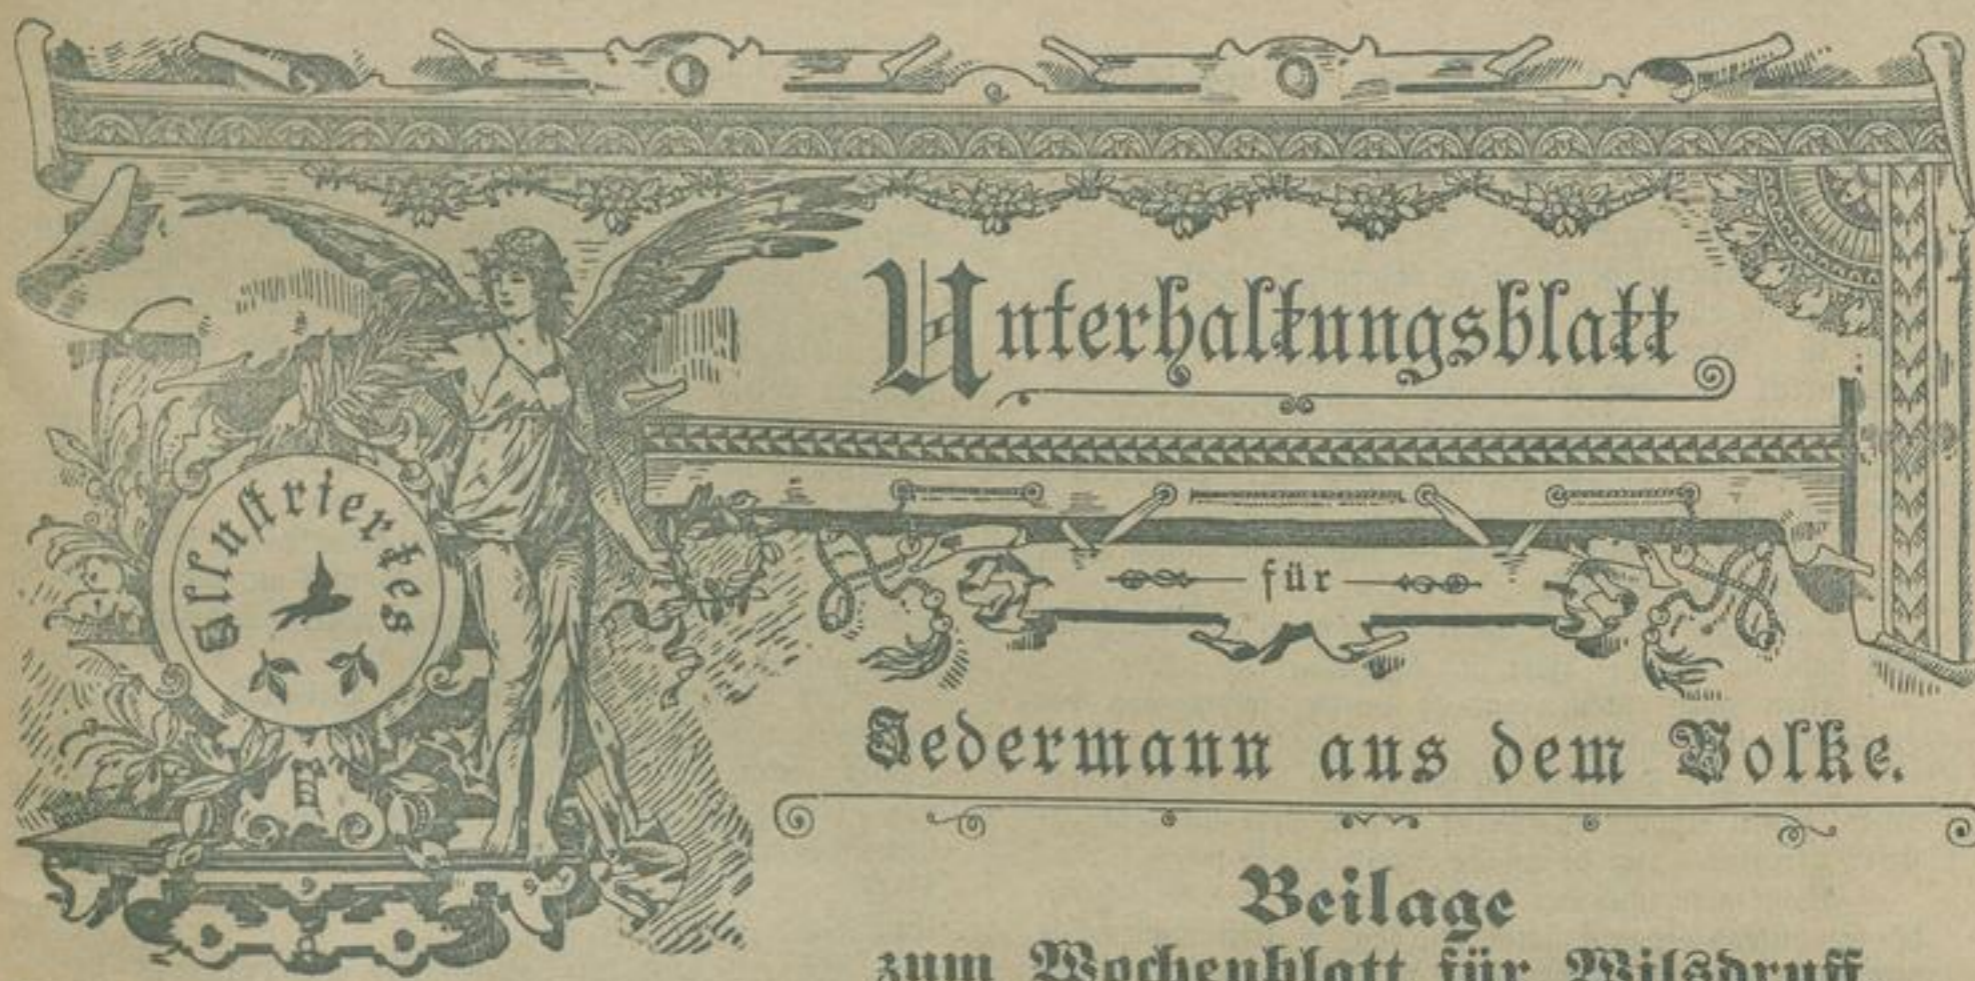 Illustriertes
Unterhaltungsblatt
für
Jedermann aus dem Volke.
Beilage
zum Wochenblatt für Wilsdruff